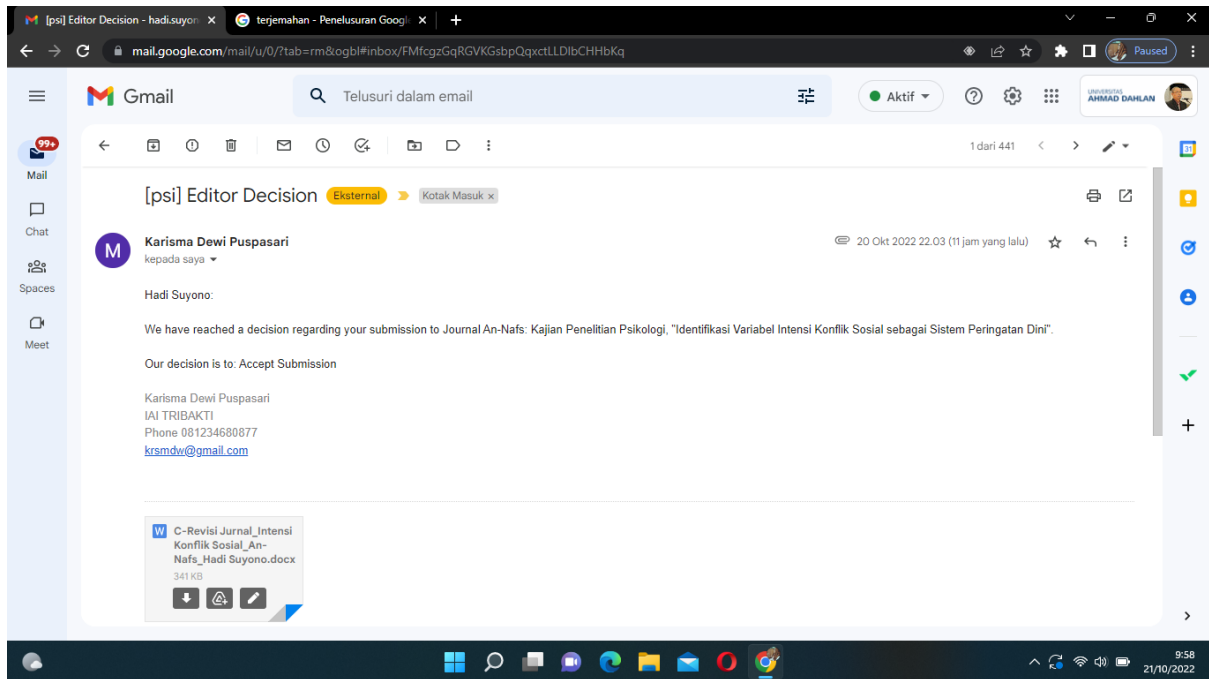 [psi] Editor Decision - hadi.suyon
terjemahan - Penelusuran Googl
mail.google.com/mail/u/0/?tab=rm&ogbl#inbox/FMfcgzGqRGVKGsbpQqxctLLDlbCHHbKq
Paused
Gmail
Telusuri dalam email
Aktif
UNIVERSITAS
AHMAD DAHLAN
99+
Mail
Chat
Spaces
Meet
1 dari 441
31
[psi] Editor Decision Eksternal Kotak Masuk ×
M
Karisma Dewi Puspasari
20 Okt 2022 22.03 (11 jam yang lalu)
kepada saya
Hadi Suyono:
We have reached a decision regarding your submission to Journal An-Nafs: Kajian Penelitian Psikologi, "Identifikasi Variabel Intensi Konflik Sosial sebagai Sistem Peringatan Dini".
Our decision is to: Accept Submission
Karisma Dewi Puspasari
IAI TRIBAKTI
Phone 081234680877
krsmdw@gmail.com
W
C-Revisi Jurnal_Intensi
Konflik Sosial_An-
Nafs_Hadi Suyono.docx
341 KB
9:58
21/10/2022